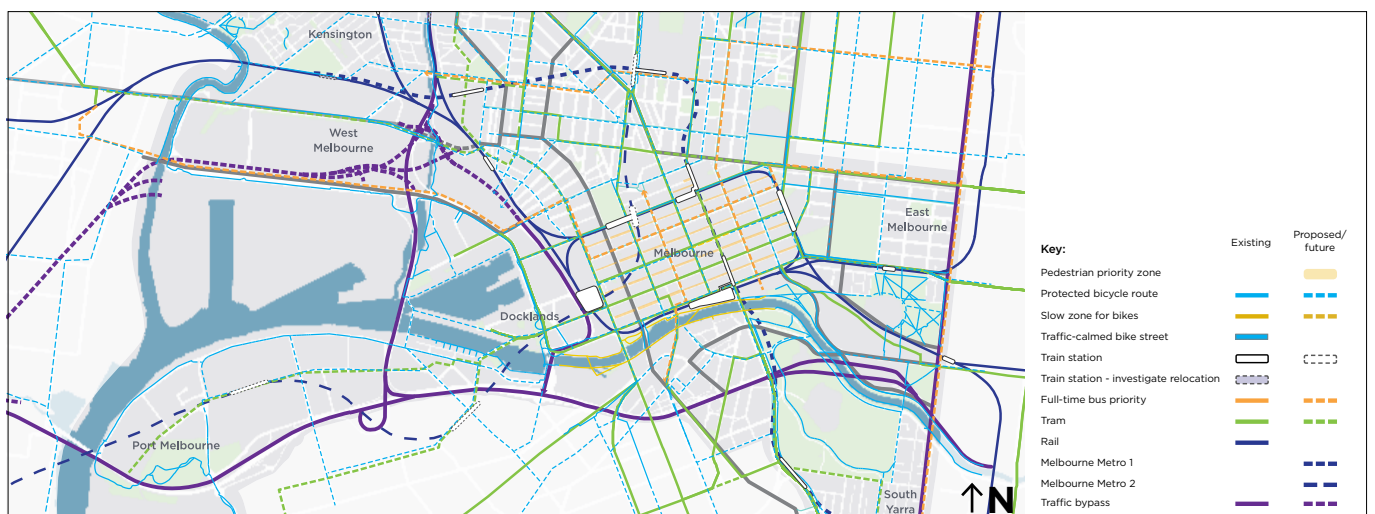 Kensington
West
Melbourne
East
Melbourne
Melbourne
Docklands
Port Melbourne
South
Yarra
N
Key:
Existing
Proposed/
future
Pedestrian priority zone
Protected bicycle route
Slow zone for bikes
Traffic-calmed bike street
Train station
Train station - investigate relocation
Full-time bus priority
Tram
Rail
Melbourne Metro 1
Melbourne Metro 2
Traffic bypass